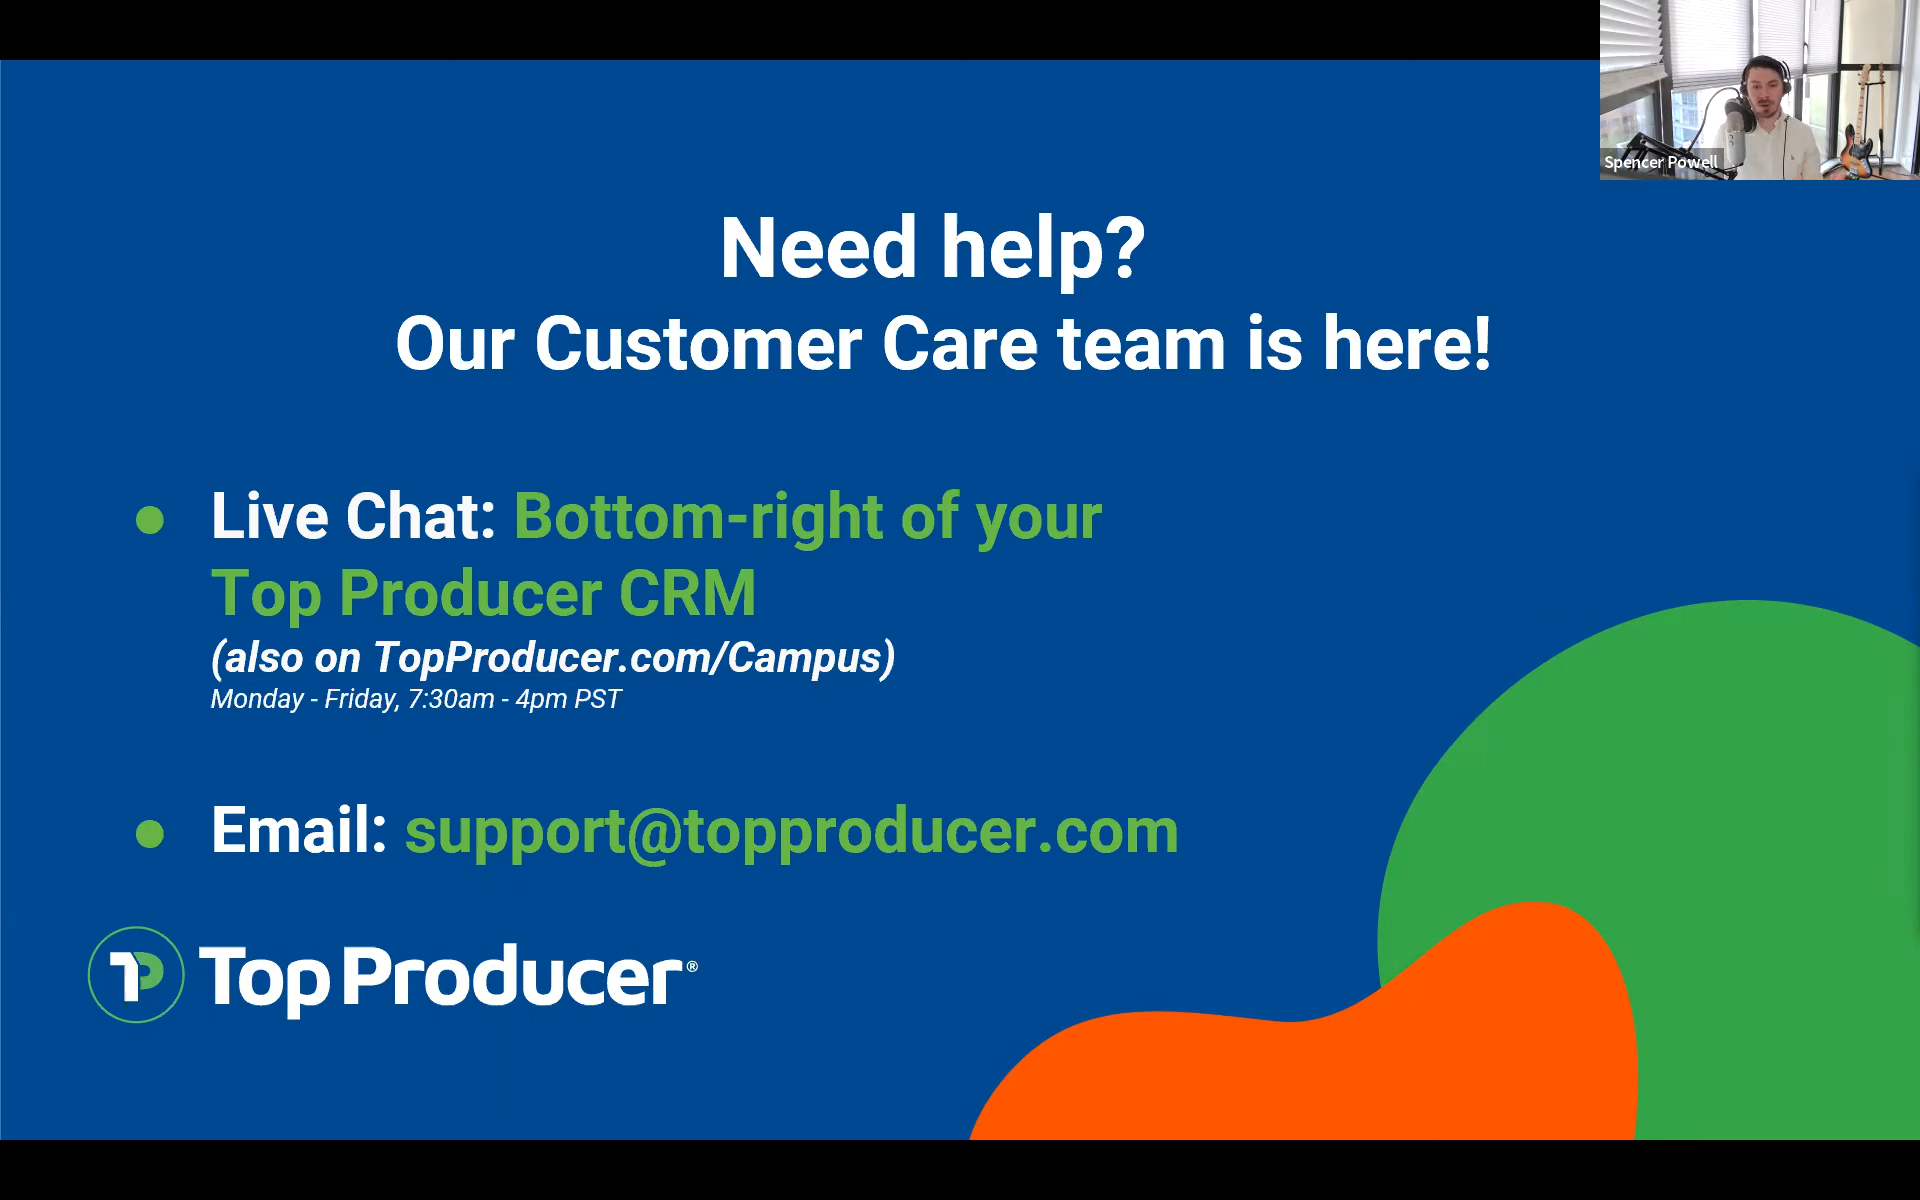 Spencer Powell
Need help?
Our Customer Care team is here!
Live Chat: Bottom-right of your
Top Producer CRM
(also on TopProducer.com/Campus)
Monday - Friday, 7:30am - 4pm PST
Email: support@topproducer.com
TP Top Producer®